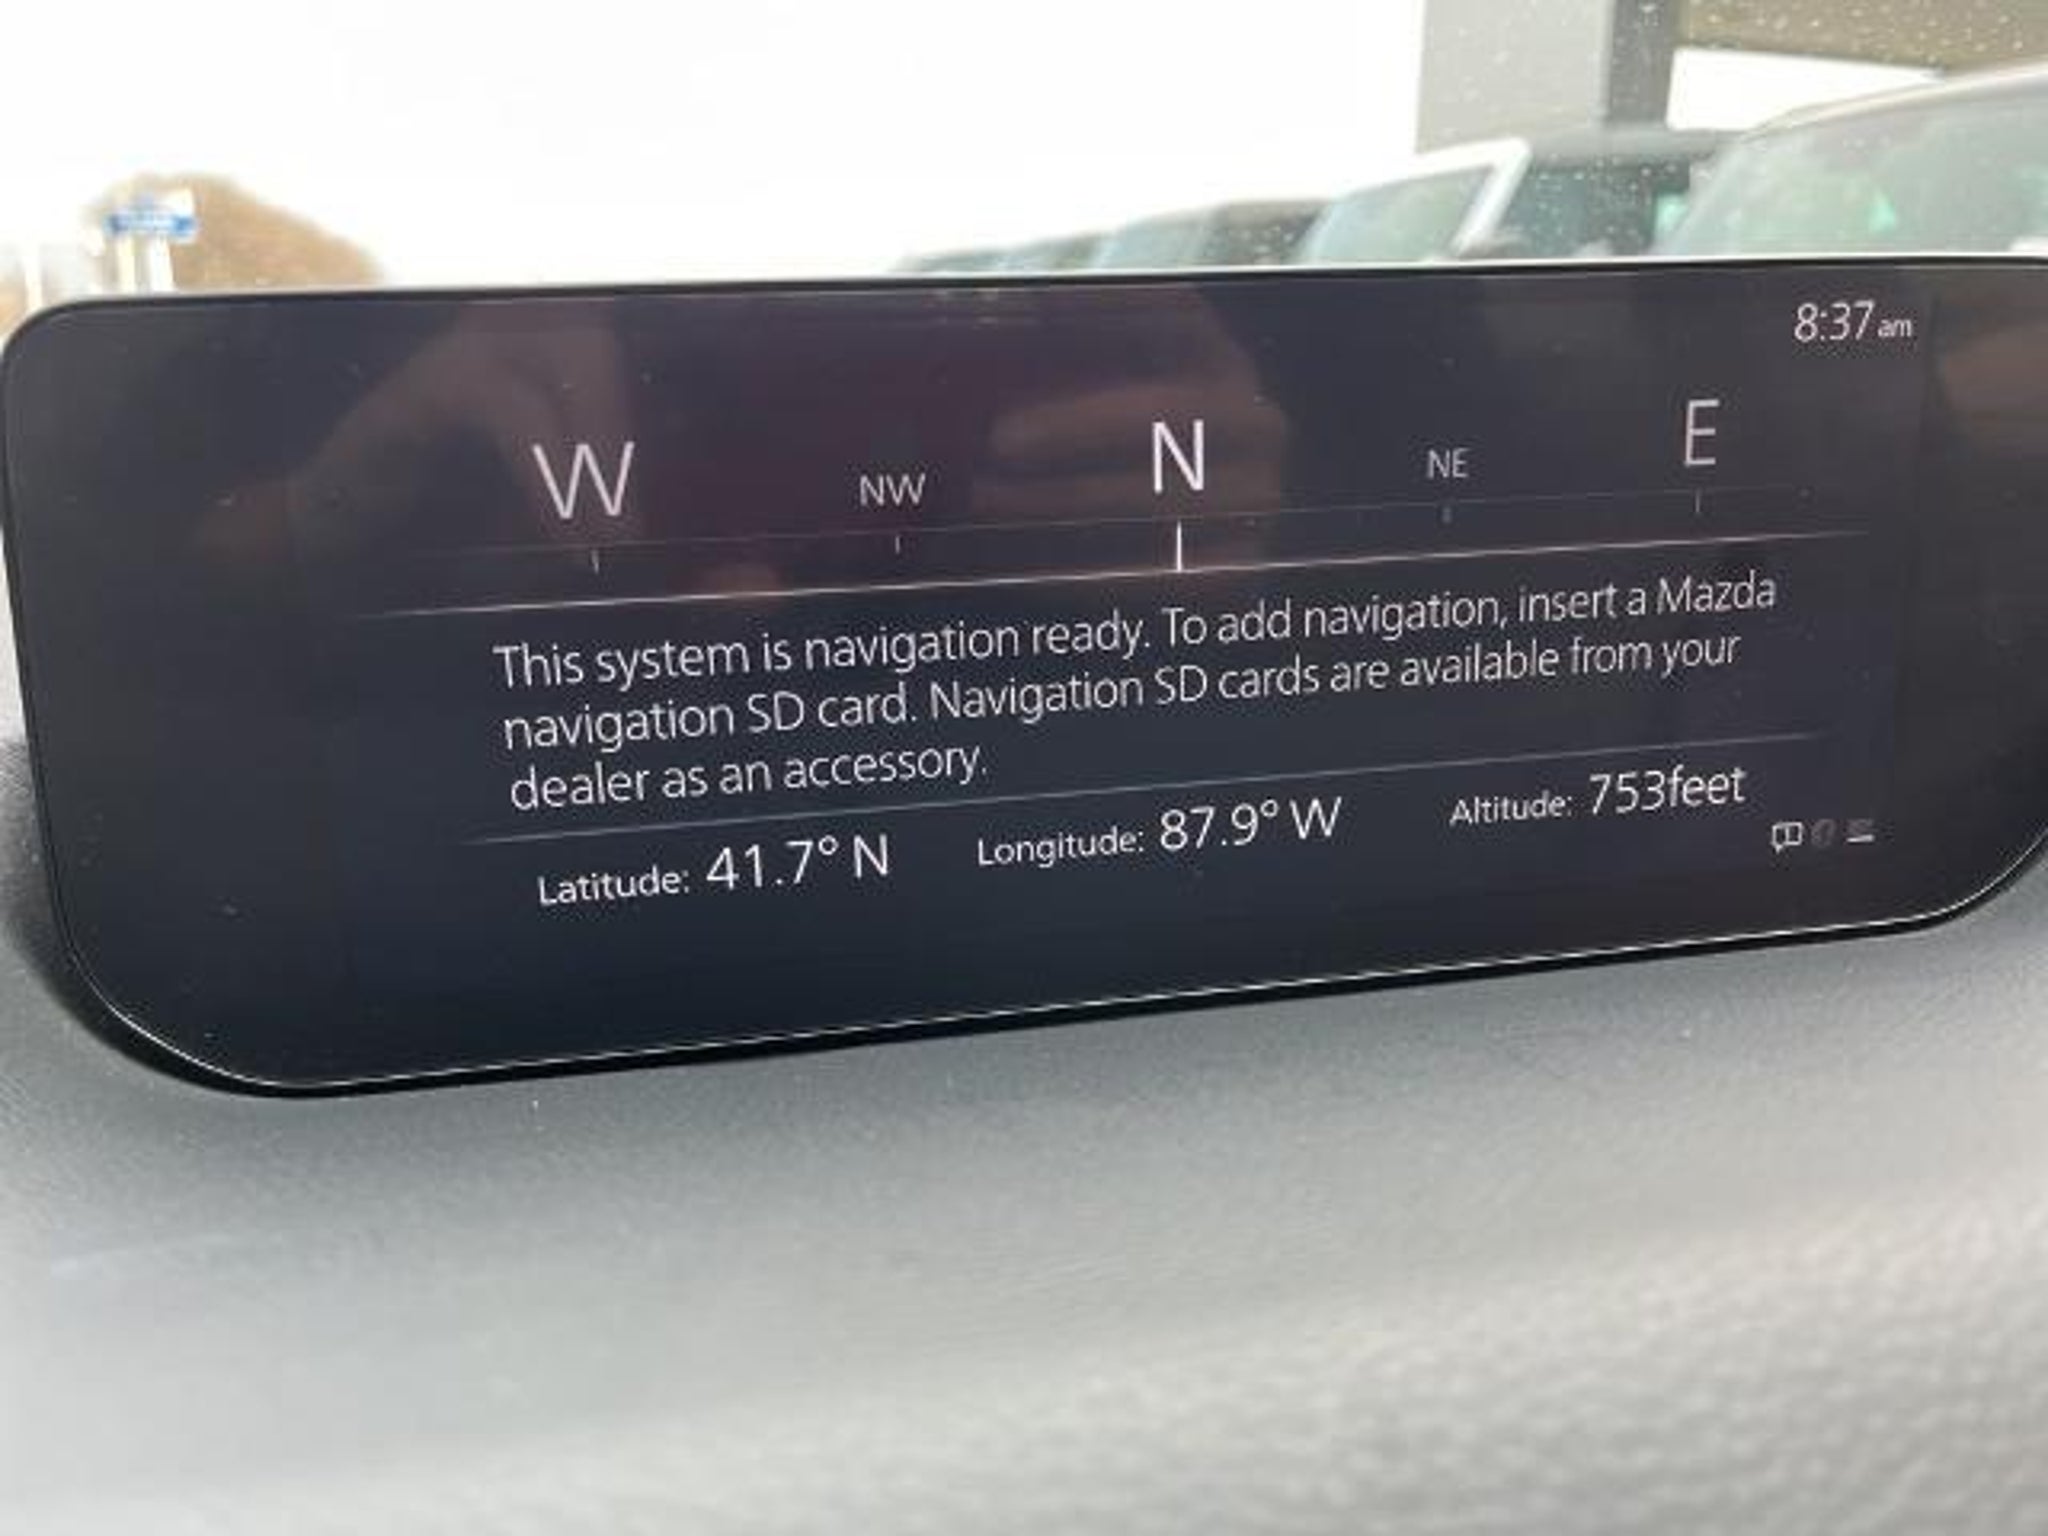 8:37 am
W NW N NE E
This system is navigation ready. To add navigation, insert a Mazda
navigation SD card. Navigation SD cards are available from your
dealer as an accessory.
Latitude: 41.7° N Longitude: 87.9° W Altitude: 753feet